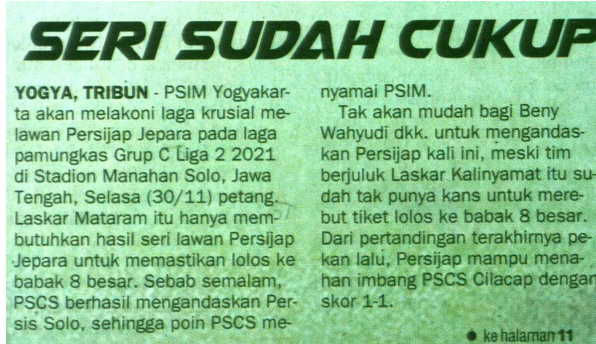 SERI SUDAH CUKUP
YOGYA, TRIBUN - PSIM Yogyakar-
ta akan melakoni laga krusial me-
lawan Persijap Jepara pada laga
pamungkas Grup C Liga 2 2021
di Stadion Manahan Solo, Jawa
Tengah, Selasa (30/11) petang.
Laskar Mataram itu hanya mem-
butuhkan hasil seri lawan Persijap
Jepara untuk memastikan lolos ke
babak 8 besar. Sebab semalam,
PSCS berhasil mengandaskan Per-
sis Solo, sehingga poin PSCS me-
nyamai PSIM.
Tak akan mudah bagi Beny
Wahyudi dkk. untuk mengandas-
kan Persijap kali ini, meski tim
berjuluk Laskar Kalinyamat itu su-
dah tak punya kans untuk mere-
but tiket lolos ke babak 8 besar.
Dari pertandingan terakhirnya pe-
kan lalu, Persijap mampu mena-
han imbang PSCS Cilacap dengan
skor 1-1.
● ke halaman 11